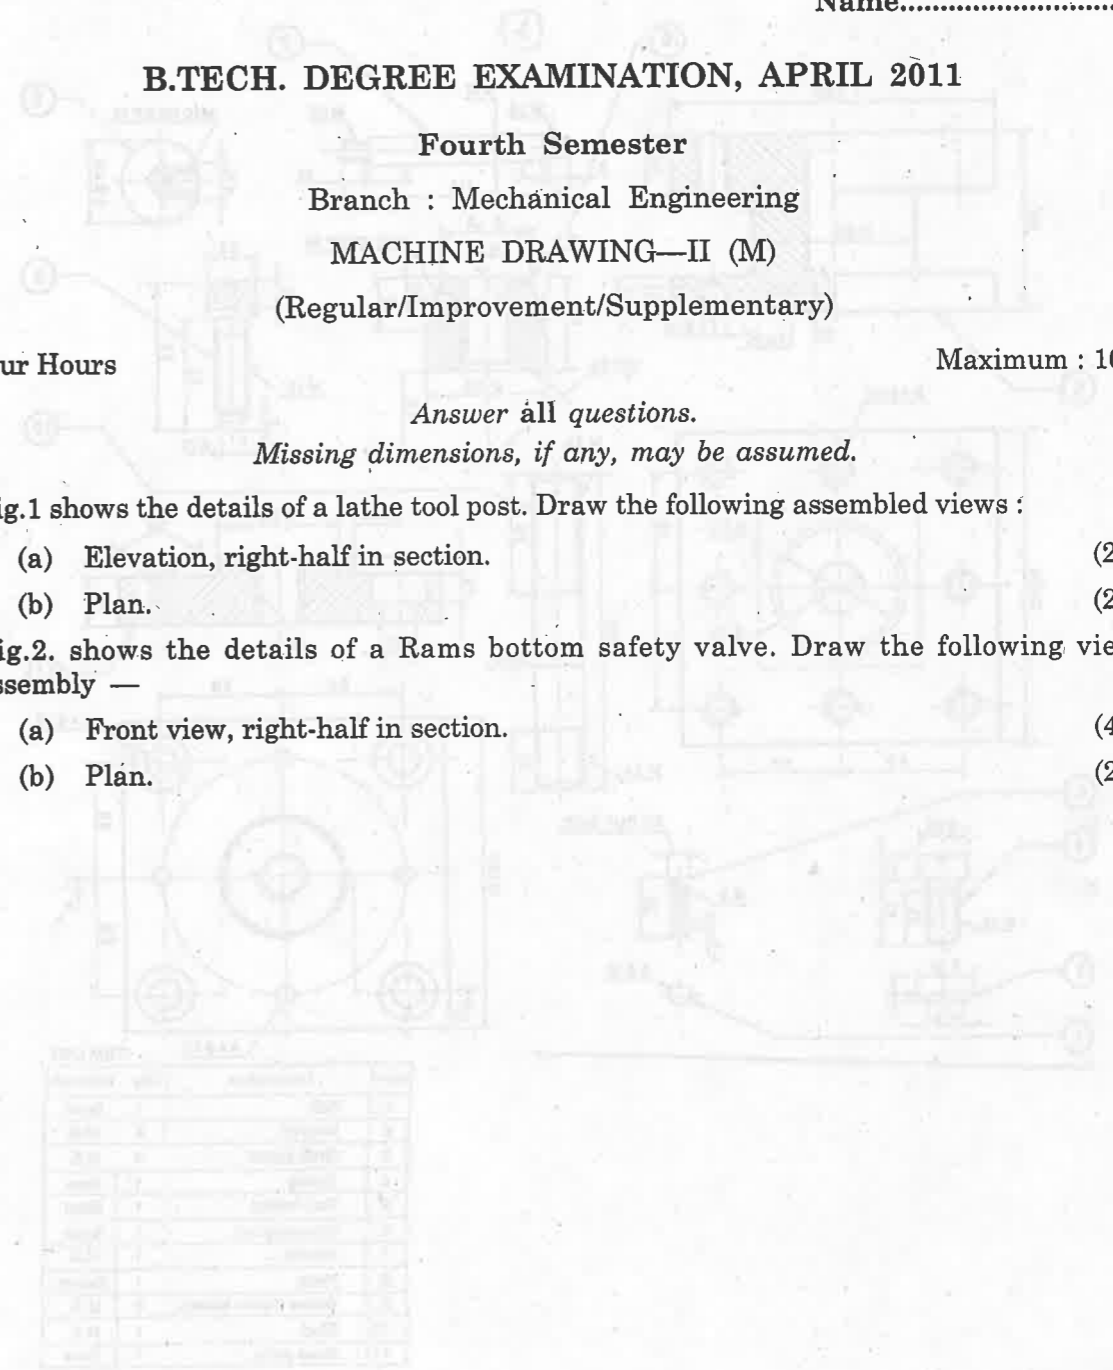 Name............................
B.TECH. DEGREE EXAMINATION, APRIL 2011
Fourth Semester
Branch : Mechanical Engineering
MACHINE DRAWING—II (M)
(Regular/Improvement/Supplementary)
ur Hours
Maximum : 10
Answer all questions.
Missing dimensions, if any, may be assumed.
ig.1 shows the details of a lathe tool post. Draw the following assembled views :
(a) Elevation, right-half in section. (2
(b) Plan. (2
ig.2. shows the details of a Rams bottom safety valve. Draw the following vie
ssembly —
(a) Front view, right-half in section. (4
(b) Plan. (2